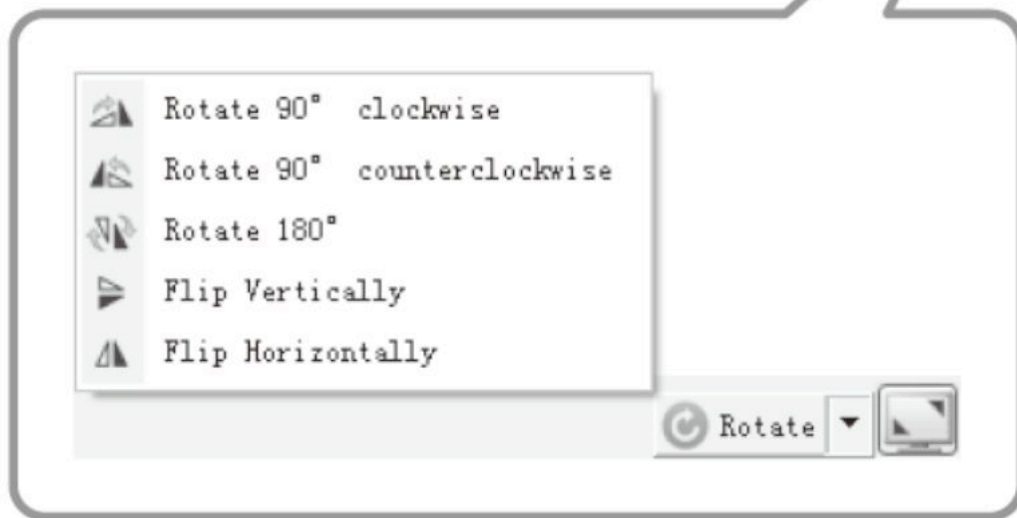 Rotate 90° clockwise
Rotate 90° counterclockwise
Rotate 180°
Flip Vertically
Flip Horizontally
Rotate